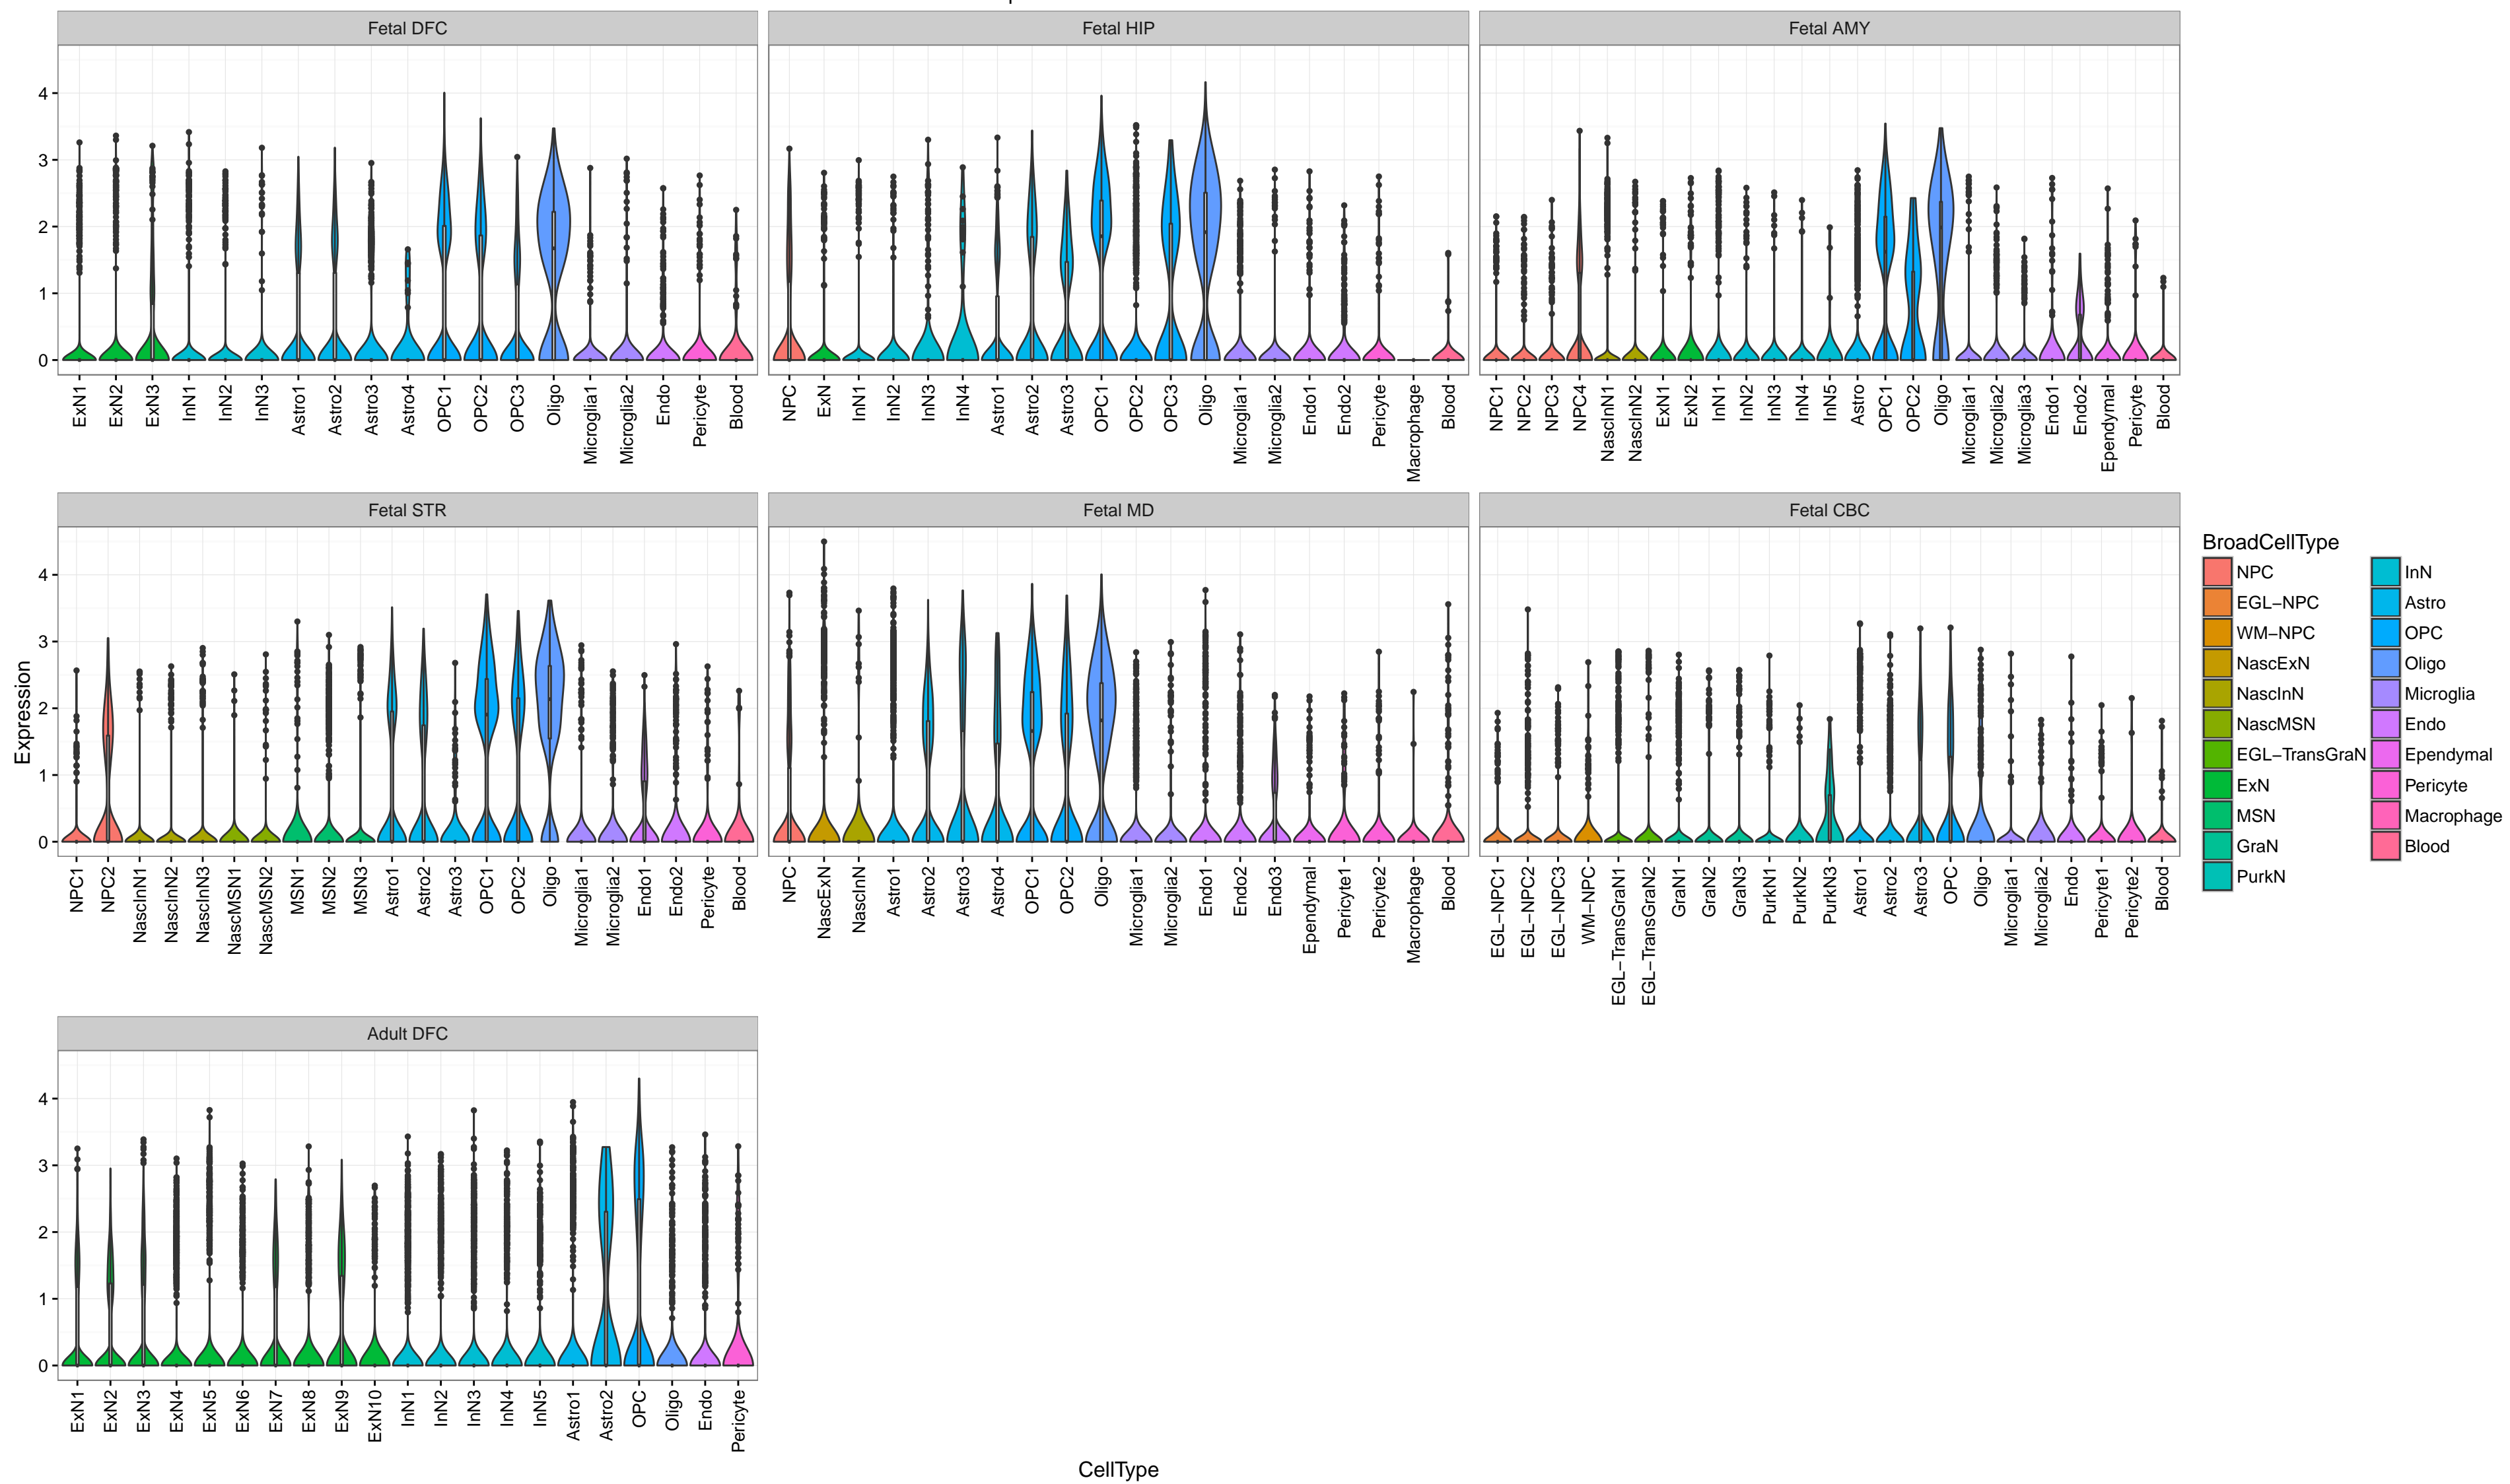 Fetal DFC
Fetal HIP
Fetal AMY
4
3
2
1
0
ExN1 ExN2 ExN3 InN1 InN2 InN3 Astro1 Astro2 Astro3 Astro4 OPC1 OPC2 OPC3 Oligo Microglia1 Microglia2 Endo Pericyte Blood
NPC ExN InN1 InN2 InN3 InN4 Astro1 Astro2 Astro3 OPC1 OPC2 OPC3 Oligo Microglia1 Microglia2 Endo1 Endo2 Pericyte Macrophage Blood
NPC1 NPC2 NPC3 NPC4 NascInN1 NascInN2 ExN1 ExN2 InN1 InN2 InN3 InN4 InN5 Astro OPC1 OPC2 Oligo Microglia1 Microglia2 Microglia3 Endo1 Endo2 Ependymal Pericyte Blood
Fetal STR
Fetal MD
Fetal CBC
Expression
4
3
2
1
0
NPC1 NPC2 NascInN1 NascInN2 NascInN3 NascMSN1 NascMSN2 MSN1 MSN2 MSN3 Astro1 Astro2 Astro3 OPC1 OPC2 Oligo Microglia1 Microglia2 Endo1 Endo2 Pericyte Blood
NPC NascExN NascInN Astro1 Astro2 Astro3 Astro4 OPC1 OPC2 Oligo Microglia1 Microglia2 Endo1 Endo2 Endo3 Ependymal Pericyte1 Pericyte2 Macrophage Blood
EGL−NPC1 EGL−NPC2 EGL−NPC3 WM−NPC EGL−TransGraN1 EGL−TransGraN2 GraN1 GraN2 GraN3 PurkN1 PurkN2 PurkN3 Astro1 Astro2 Astro3 OPC Oligo Microglia1 Microglia2 Endo Pericyte1 Pericyte2 Blood
BroadCellType
NPC
EGL−NPC
WM−NPC
NascExN
NascInN
NascMSN
EGL−TransGraN
ExN
MSN
GraN
PurkN
InN
Astro
OPC
Oligo
Microglia
Endo
Ependymal
Pericyte
Macrophage
Blood
Adult DFC
4
3
2
1
0
ExN1 ExN2 ExN3 ExN4 ExN5 ExN6 ExN7 ExN8 ExN9 ExN10 InN1 InN2 InN3 InN4 InN5 Astro1 Astro2 OPC Oligo Endo Pericyte
CellType